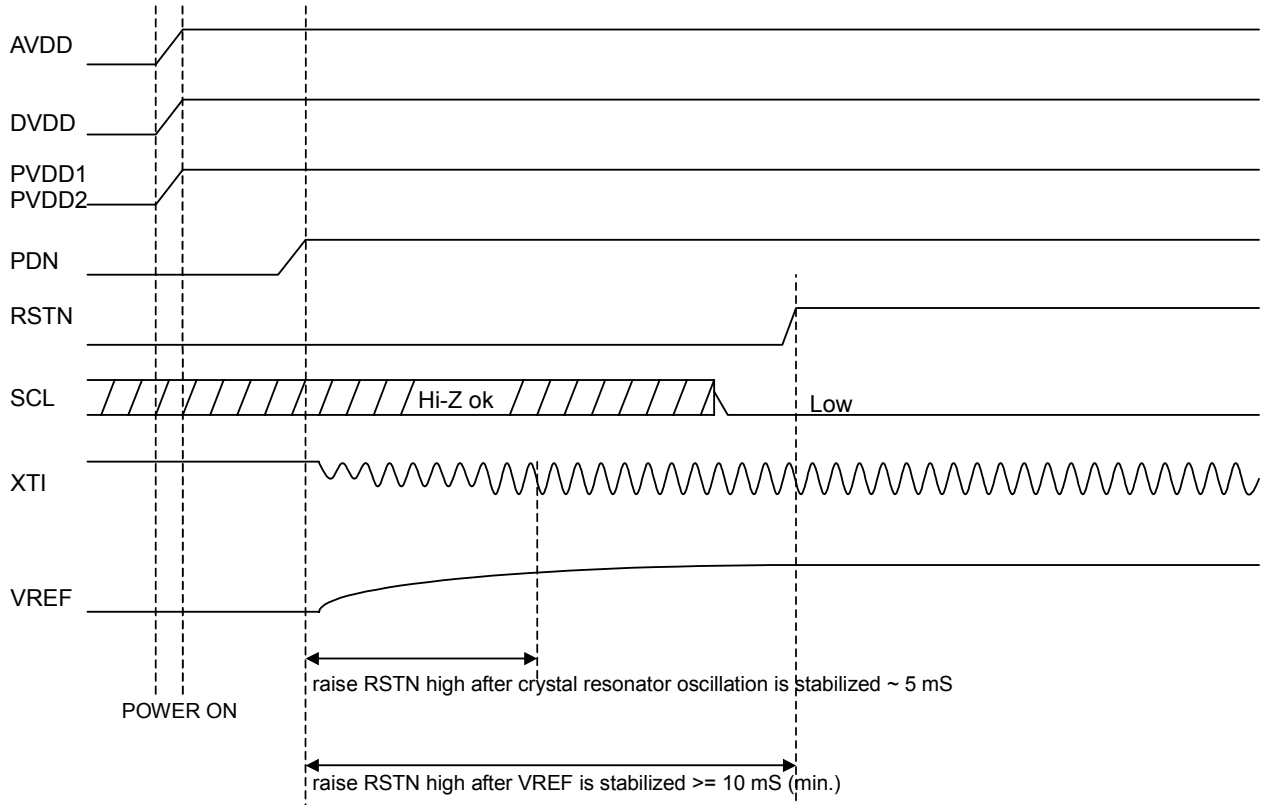 AVDD
DVDD
PVDD1
PVDD2
PDN
RSTN
SCL
Hi-Z ok
Low
XTI
VREF
raise RSTN high after crystal resonator oscillation is stabilized ~ 5 mS
POWER ON
raise RSTN high after VREF is stabilized >= 10 mS (min.)